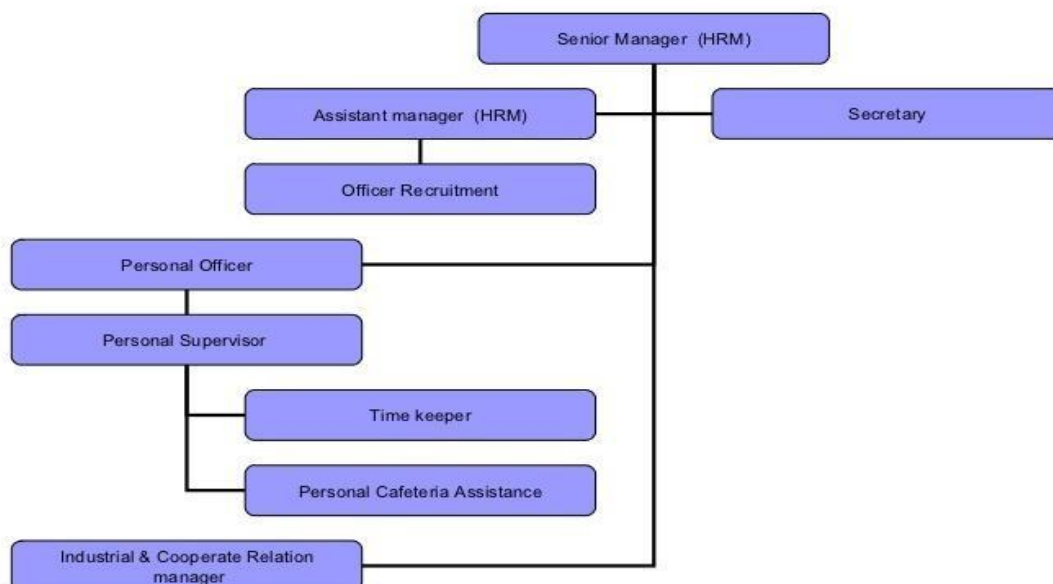 Senior Manager (HRM)
Assistant manager (HRM)
Secretary
Officer Recruitment
Personal Officer
Personal Supervisor
Time keeper
Personal Cafeteria Assistance
Industrial & Cooperate Relation
manager